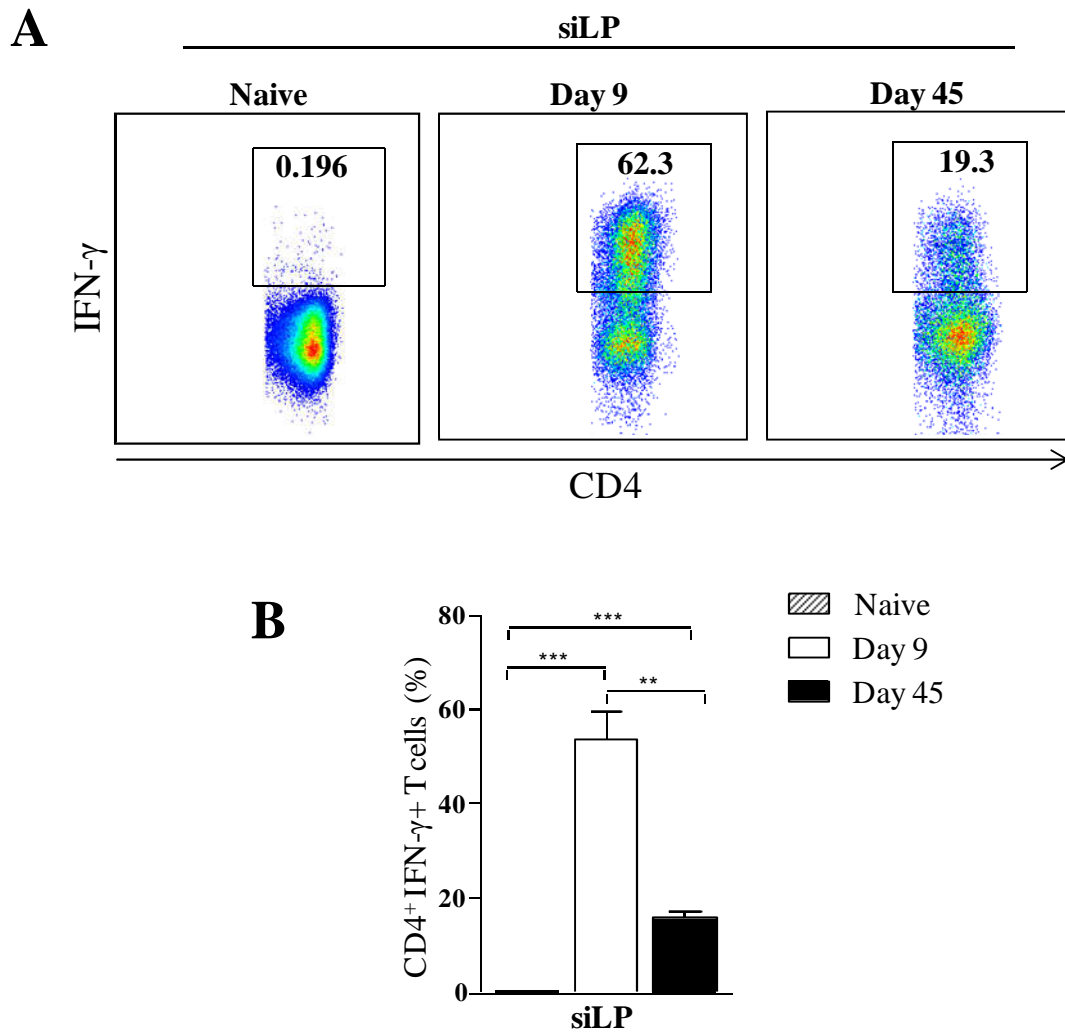 A
siLP
Naive
Day 9
Day 45
0.196
62.3
19.3
IFN-γ
CD4
B
80
60
40
20
0
CD4⁺ IFN-γ+ T cells (%)
***
***
**
siLP
Naive
Day 9
Day 45